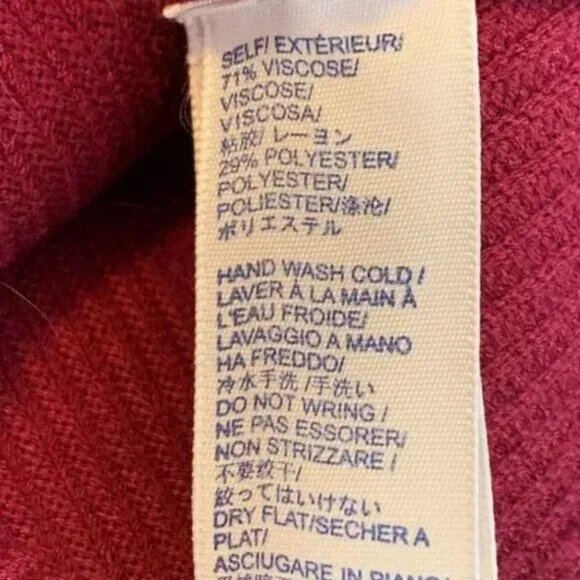 SELF/ EXTÉRIEUR/
71% VISCOSE/
VISCOSE/
VISCOSA/
粘胶/ レーヨン
29% POLYESTER/
POLYESTER/
POLIESTER/涤沦/
ポリエステル
HAND WASH COLD /
LAVER À LA MAIN À
L'EAU FROIDE/
LAVAGGIO A MANO
HA FREDDO/
冷水手洗 /手洗い
DO NOT WRING /
NE PAS ESSORER/
NON STRIZZARE /
不要绞干/
絞ってはいけない
DRY FLAT/SECHER A
PLAT/
ASCIUGARE IN PIANO/